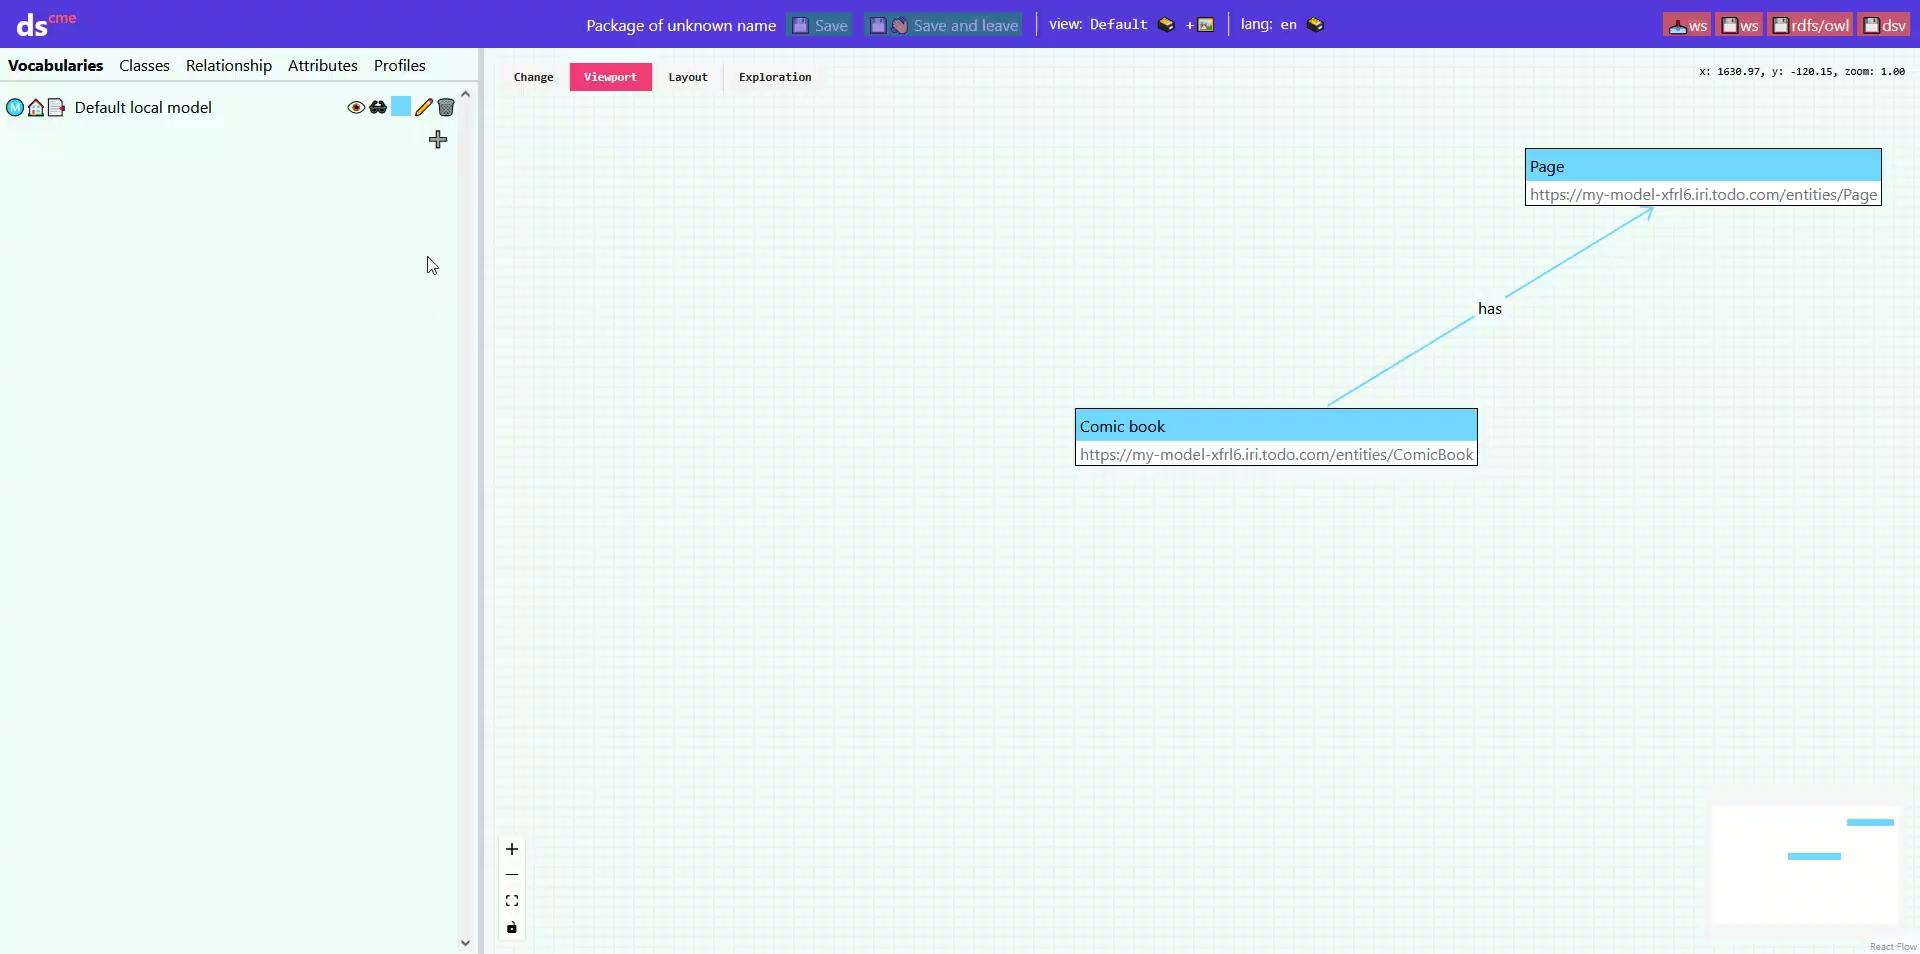 ds cme
Package of unknown name
Save
Save and leave
view: Default
+
lang: en
ws
ws
rdfs/owl
dsv
Vocabularies
Classes
Relationship
Attributes
Profiles
Change
Viewport
Layout
Exploration
x: 1630.97, y: -120.15, zoom: 1.00
M
Default local model
Page
https://my-model-xfrl6.iri.todo.com/entities/Page
has
Comic book
https://my-model-xfrl6.iri.todo.com/entities/ComicBook
React Flow